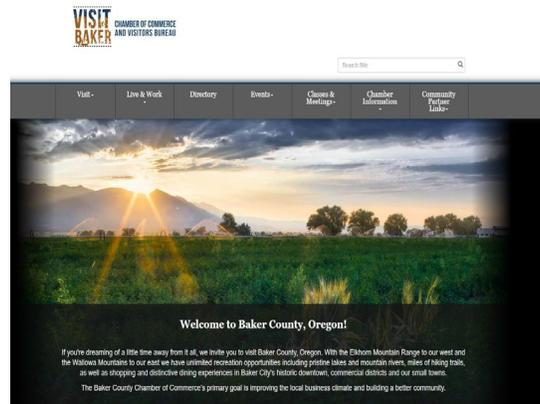 VISIT
BAKER
CHAMBER OF COMMERCE
AND VISITORS BUREAU
Search Site
Visit
Live & Work
Directory
Events
Classes &
Meetings
Chamber
Information
Community
Partner
Links
Welcome to Baker County, Oregon!
If you're dreaming of a little time away from it all, we invite you to visit Baker County, Oregon. With the Elkhorn Mountain Range to our west and
the Wallowa Mountains to our east we have unlimited recreation opportunities including pristine lakes and mountain rivers, miles of hiking trails,
as well as shopping and distinctive dining experiences in Baker City's historic downtown, commercial districts and our small towns.
The Baker County Chamber of Commerce's primary goal is improving the local business climate and building a better community.